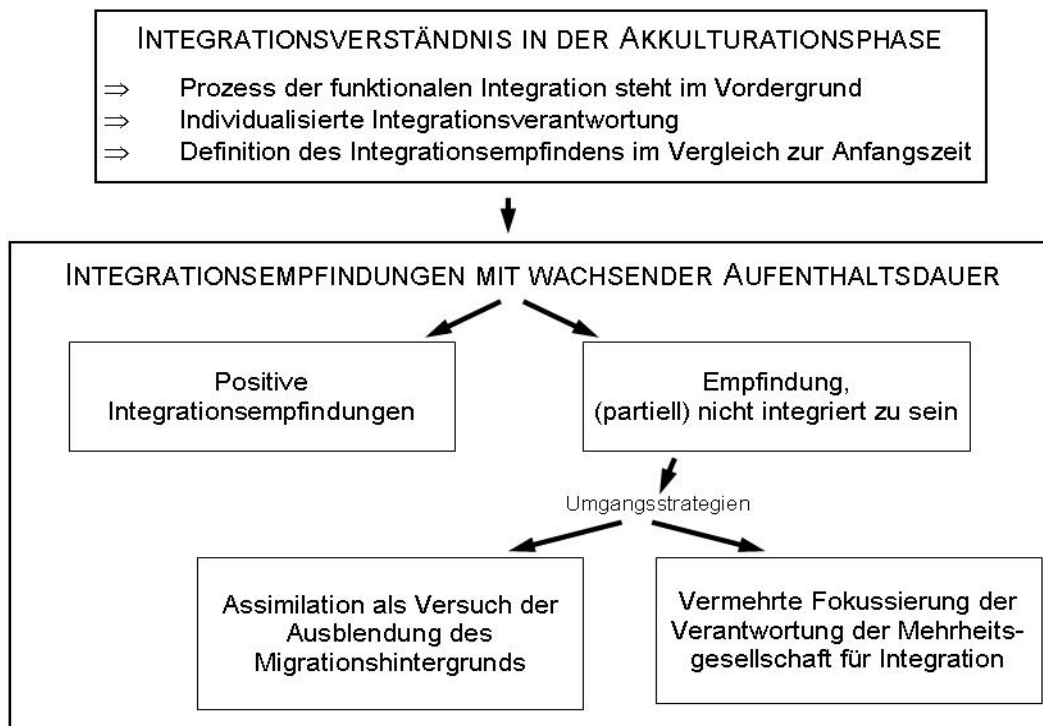 INTEGRATIONSVERSTÄNDNIS IN DER AKKULTURATIONSPHASE
⇒ Prozess der funktionalen Integration steht im Vordergrund
⇒ Individualisierte Integrationsverantwortung
⇒ Definition des Integrationsempfindens im Vergleich zur Anfangszeit
INTEGRATIONSEMPFINDUNGEN MIT WACHSENDER AUFENTHALTSDAUER
Positive
Integrationsempfindungen
Empfindung,
(partiell) nicht integriert zu sein
Umgangsstrategien
Assimilation als Versuch der
Ausblendung des
Migrationshintergrunds
Vermehrte Fokussierung der
Verantwortung der Mehrheits-
gesellschaft für Integration